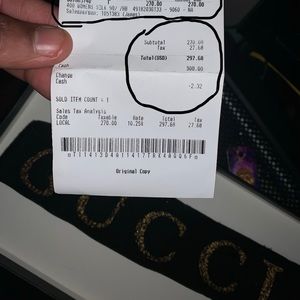 270.00 270.00
Subtotal 270.00
Tax 27.68
Total(USD) 297.68
Cash 300.00
Change
Cash -2.32
SOLD ITEM COUNT = 1
Sales Tax Analysis
Code Taxable Rate Total Tax
LOCAL 270.00 10.25% 297.68 27.68
Original Copy
GUCCI